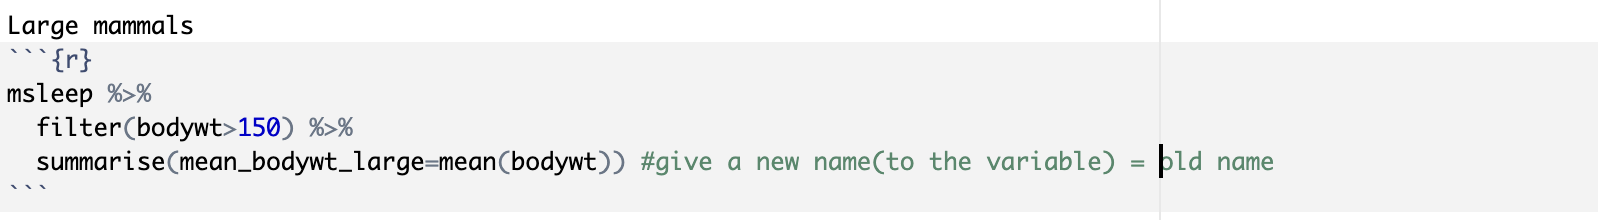 Large mammals
```{r}
msleep %>%
  filter(bodywt>150) %>%
  summarise(mean_bodywt_large=mean(bodywt)) #give a new name(to the variable) = old name
```